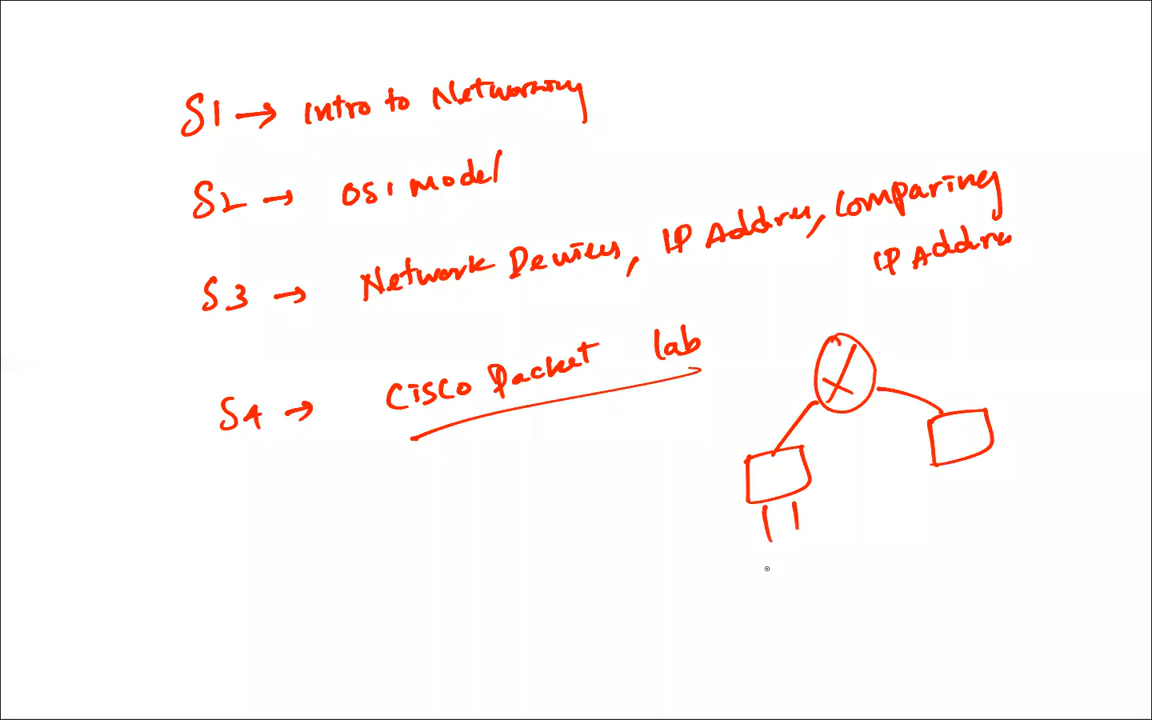 S1 → Intro to Networking
S2 → OSI Model
S3 → Network Devices, IP Address, Comparing
IP Address
S4 → Cisco Packet lab